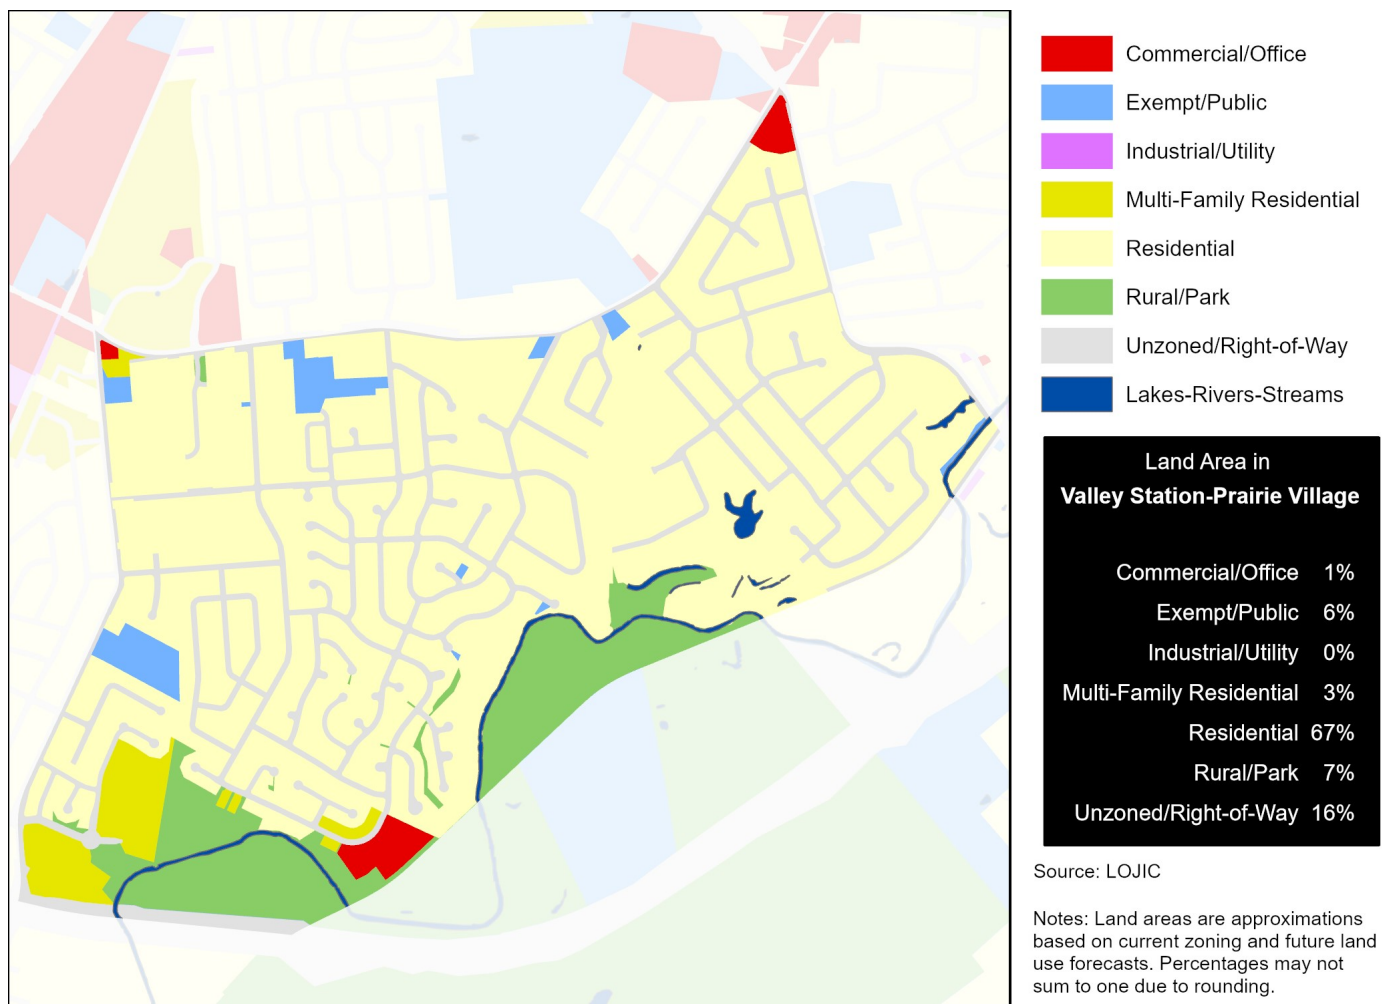 Commercial/Office
Exempt/Public
Industrial/Utility
Multi-Family Residential
Residential
Rural/Park
Unzoned/Right-of-Way
Lakes-Rivers-Streams
Land Area in
Valley Station-Prairie Village
Commercial/Office 1%
Exempt/Public 6%
Industrial/Utility 0%
Multi-Family Residential 3%
Residential 67%
Rural/Park 7%
Unzoned/Right-of-Way 16%
Source: LOJIC
Notes: Land areas are approximations
based on current zoning and future land
use forecasts. Percentages may not
sum to one due to rounding.